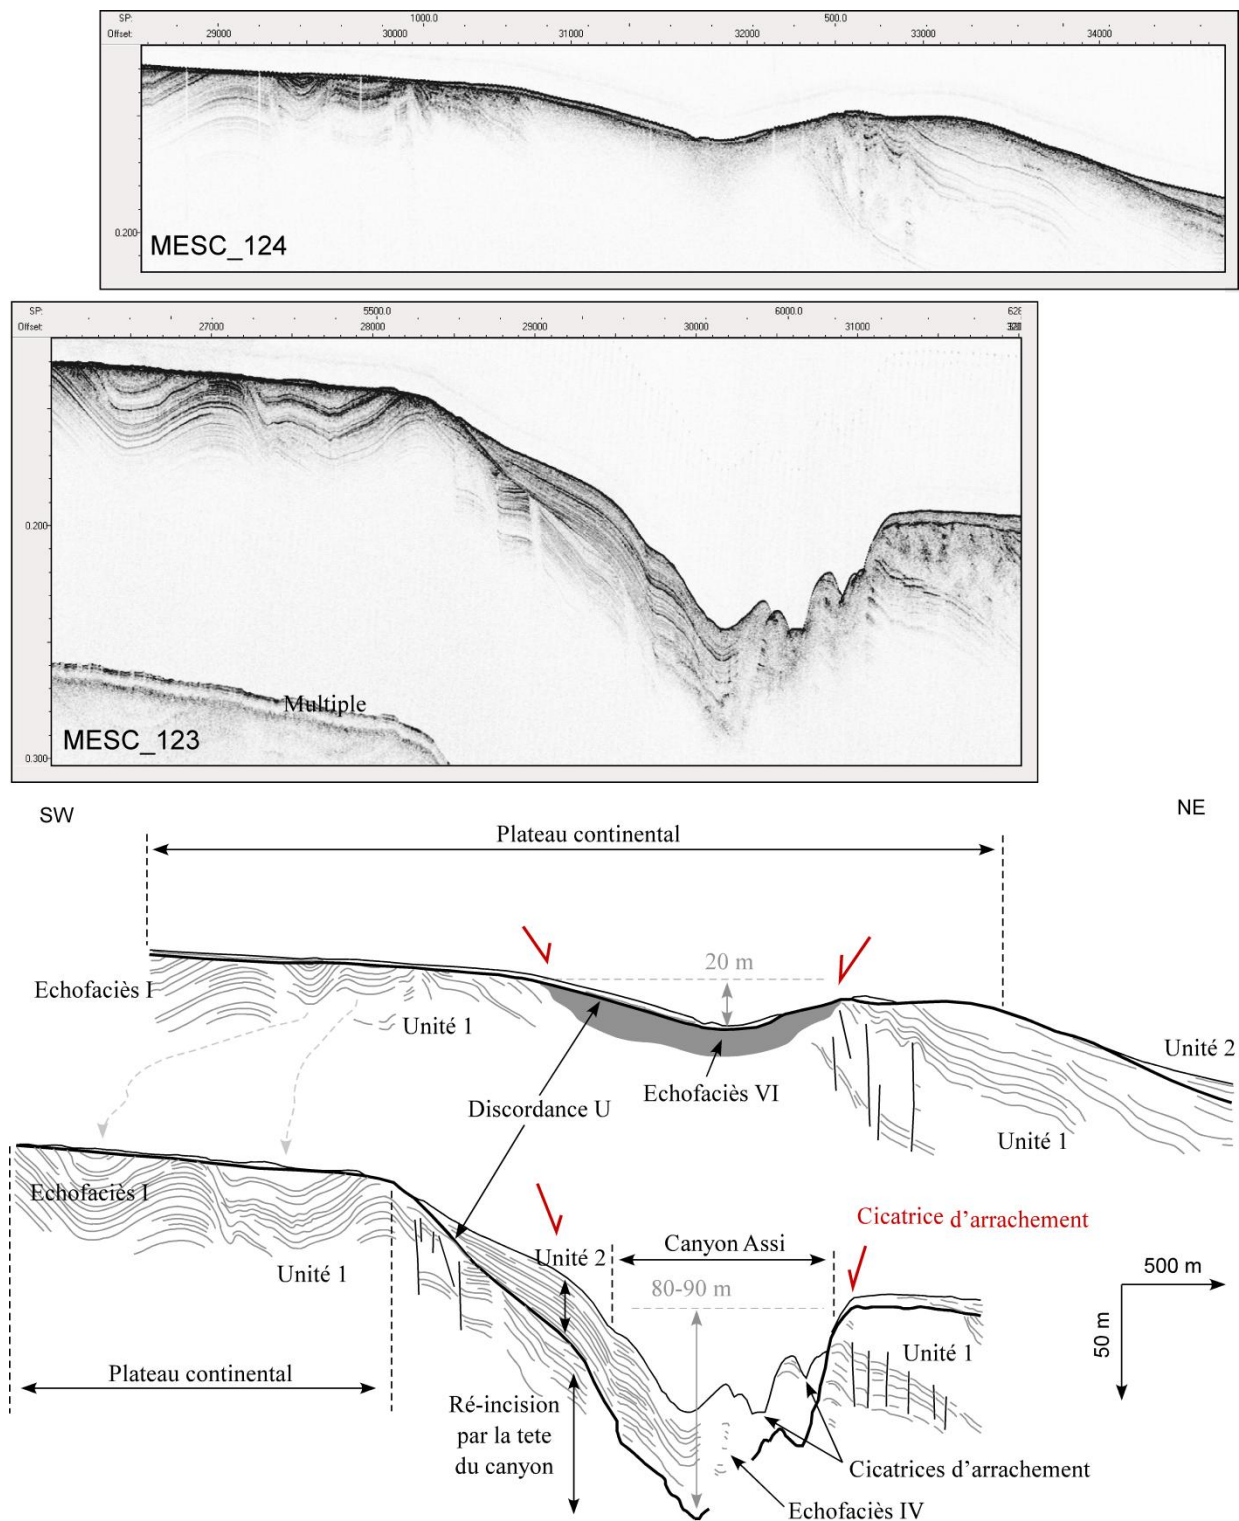 SP: 1000.0 500.0
Offset: 29000 30000 31000 32000 33000 34000
0.200
MESC_124
SP: 5500.0 6000.0
Offset: 27000 28000 29000 30000 31000
0.200
Multiple
MESC_123
0.300
SW NE
Plateau continental
20 m
Echofaciès I
Unité 1
Unité 2
Echofaciès VI
Discordance U
Unité 1
Echofaciès I
Cicatrice d'arrachement
Unité 2
Canyon Assi
Unité 1
80-90 m
500 m
50 m
Unité 1
Plateau continental
Ré-incision
par la tete
du canyon
Cicatrices d'arrachement
Echofaciès IV